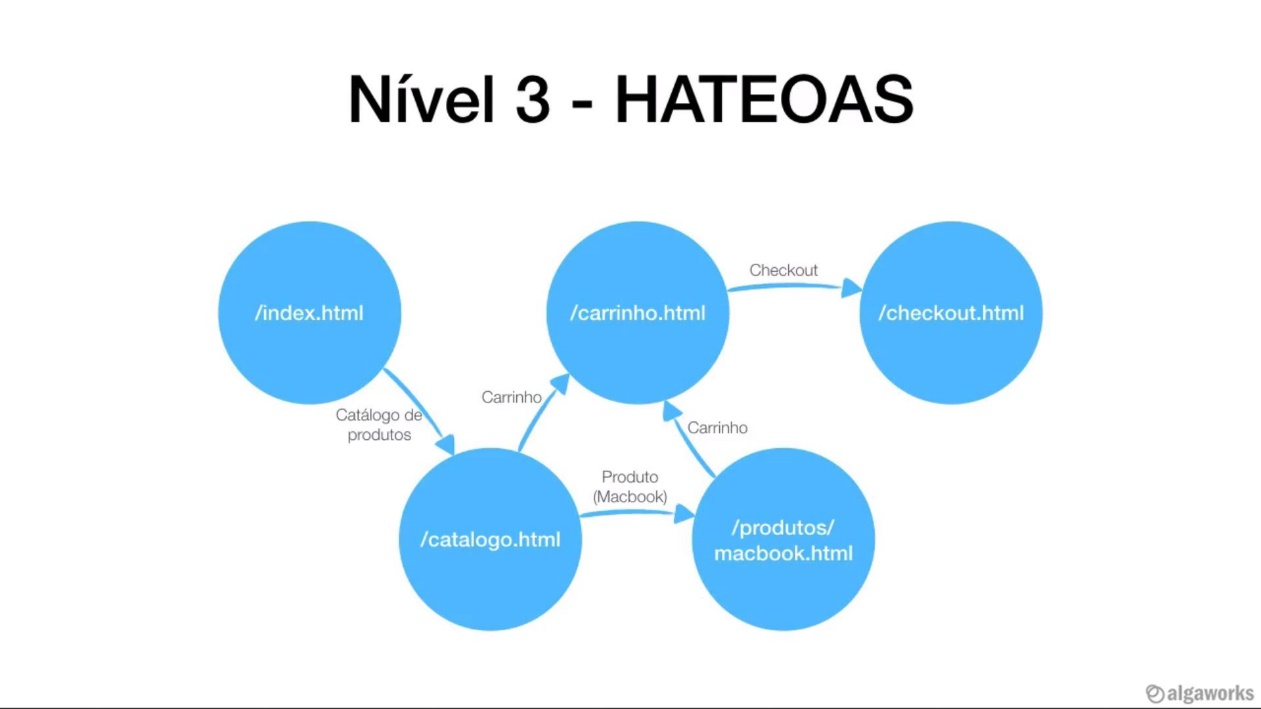 Nível 3 - HATEOAS
/index.html
/carrinho.html
Checkout
/checkout.html
Catálogo de
produtos
Carrinho
Carrinho
/catalogo.html
Produto
(Macbook)
/produtos/
macbook.html
algaworks